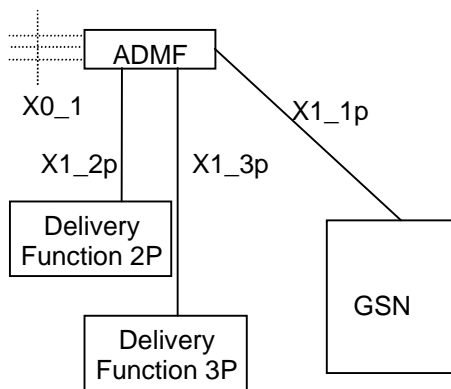 ADMF
X0_1
X1_1p
X1_2p
X1_3p
Delivery
Function 2P
GSN
Delivery
Function 3P